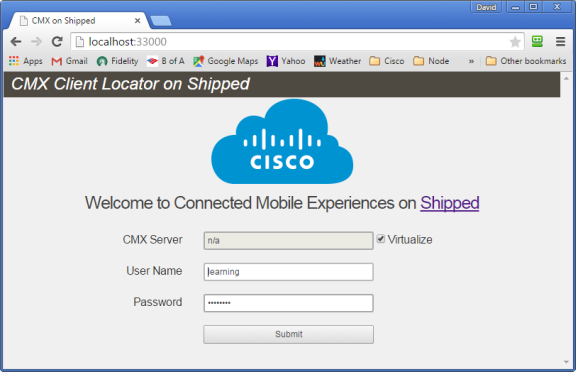 David
CMX on Shipped
localhost:33000
Apps Gmail Fidelity B of A Google Maps Yahoo Weather Cisco Node » Other bookmarks
CMX Client Locator on Shipped
CISCO
Welcome to Connected Mobile Experiences on Shipped
CMX Server n/a Virtualize
User Name learning
Password ••••••••
Submit